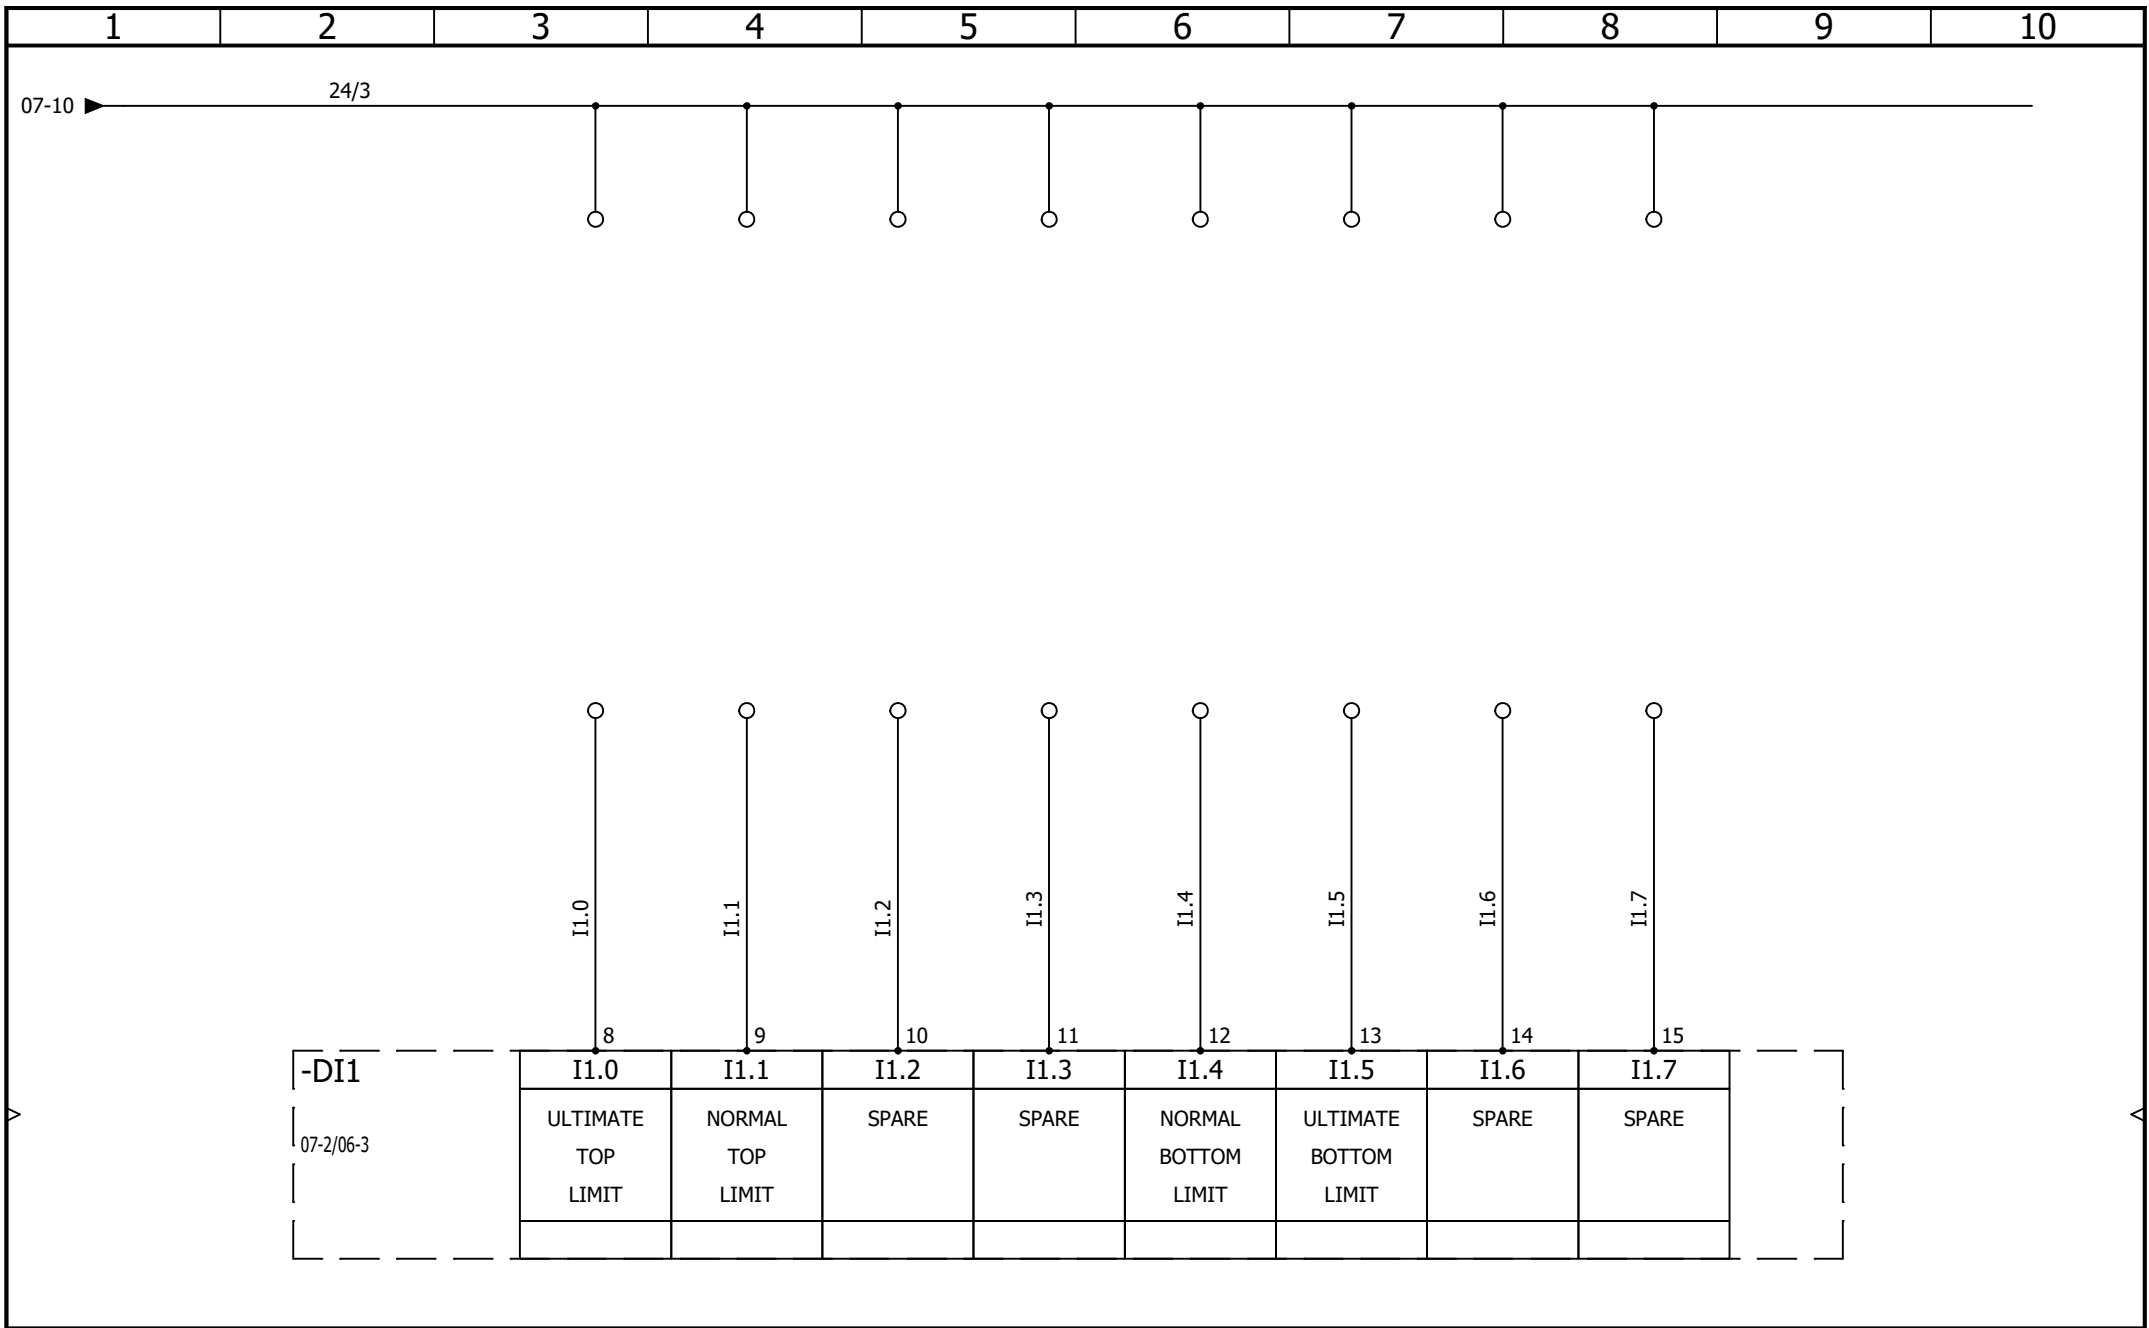 1 2 3 4 5 6 7 8 9 10
24/3
07-10
I1.0 I1.1 I1.2 I1.3 I1.4 I1.5 I1.6 I1.7
8 9 10 11 12 13 14 15
-DI1 I1.0 I1.1 I1.2 I1.3 I1.4 I1.5 I1.6 I1.7
07-2/06-3
ULTIMATE
TOP
LIMIT
NORMAL
TOP
LIMIT
SPARE
SPARE
NORMAL
BOTTOM
LIMIT
ULTIMATE
BOTTOM
LIMIT
SPARE
SPARE